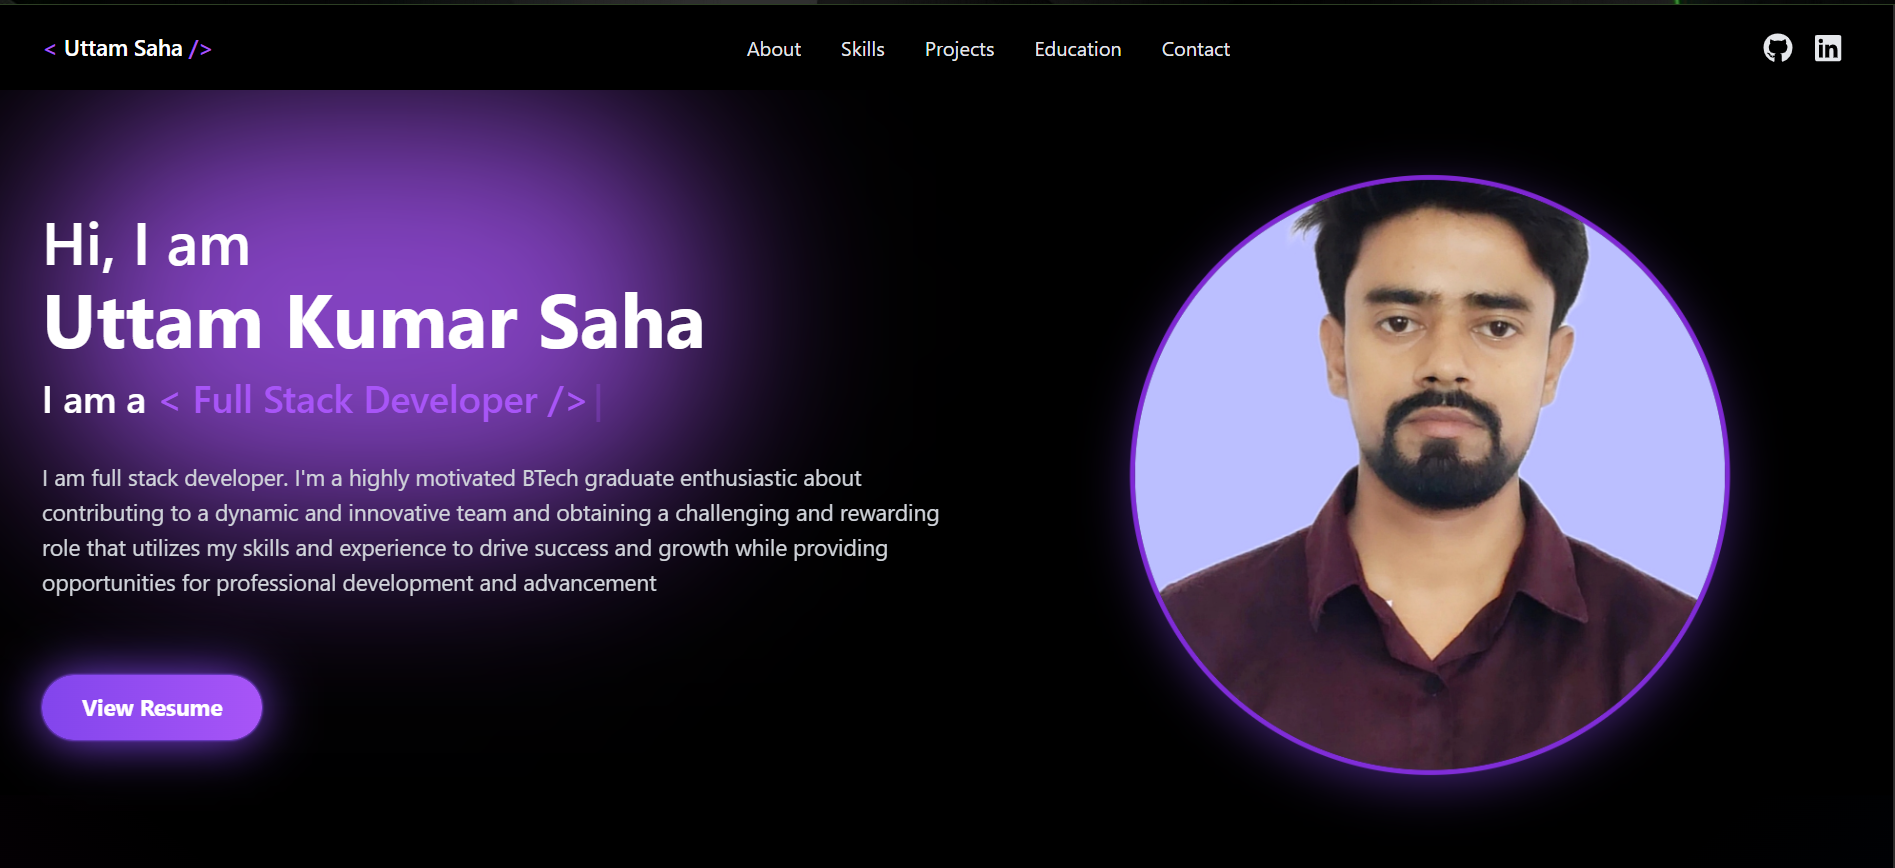 < Uttam Saha />
About Skills Projects Education Contact
in
Hi, I am
Uttam Kumar Saha
I am a < Full Stack Developer />|
I am full stack developer. I'm a highly motivated BTech graduate enthusiastic about
contributing to a dynamic and innovative team and obtaining a challenging and rewarding
role that utilizes my skills and experience to drive success and growth while providing
opportunities for professional development and advancement
View Resume